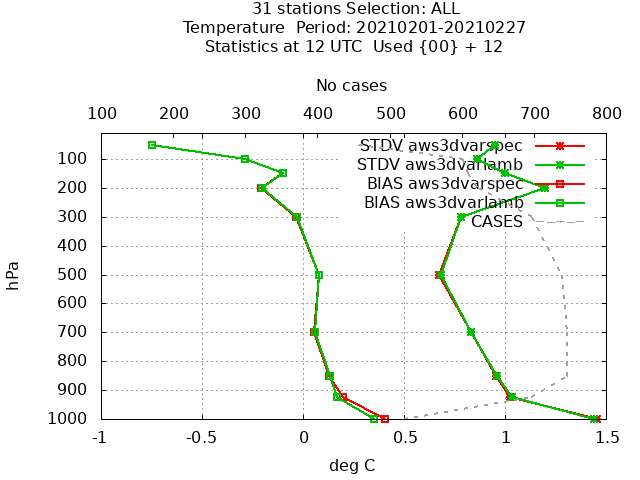 31 stations Selection: ALL
Temperature  Period: 20210201-20210227
Statistics at 12 UTC  Used {00} + 12
No cases
100 200 300 400 500 600 700 800
STDV aws3dvarspec
STDV aws3dvarlamb
BIAS aws3dvarspec
BIAS aws3dvarlamb
CASES
hPa
100
200
300
400
500
600
700
800
900
1000
-1 -0.5 0 0.5 1 1.5
deg C